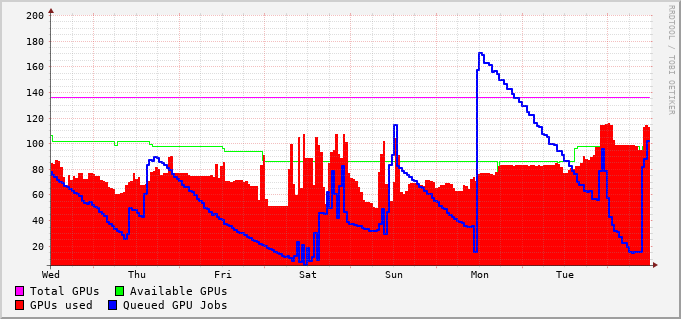 200
180
160
140
120
100
80
60
40
20
Wed Thu Fri Sat Sun Mon Tue
Total GPUs Available GPUs
GPUs used Queued GPU Jobs
RRDTOOL / TOBI OETIKER